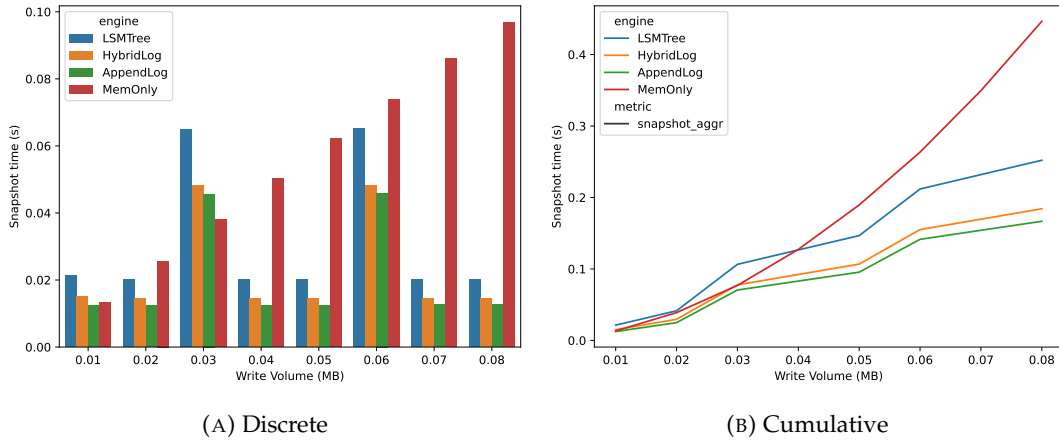 engine
LSMTree
HybridLog
AppendLog
MemOnly
0.10
0.08
0.06
0.04
0.02
0.00
Snapshot time (s)
0.01 0.02 0.03 0.04 0.05 0.06 0.07 0.08
Write Volume (MB)
(A) Discrete
engine
LSMTree
HybridLog
AppendLog
MemOnly
metric
snapshot_aggr
0.4
0.3
0.2
0.1
0.0
Snapshot time (s)
0.01 0.02 0.03 0.04 0.05 0.06 0.07 0.08
Write Volume (MB)
(B) Cumulative